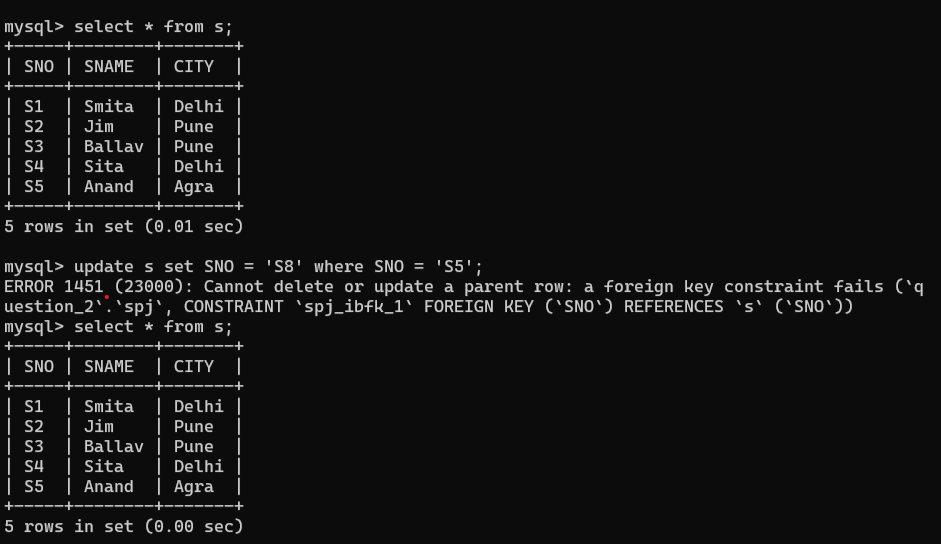 mysql> select * from s;
+-----+--------+-------+
| SNO | SNAME  | CITY  |
+-----+--------+-------+
| S1  | Smita  | Delhi |
| S2  | Jim    | Pune  |
| S3  | Ballav | Pune  |
| S4  | Sita   | Delhi |
| S5  | Anand  | Agra  |
+-----+--------+-------+
5 rows in set (0.01 sec)

mysql> update s set SNO = 'S8' where SNO = 'S5';
ERROR 1451 (23000): Cannot delete or update a parent row: a foreign key constraint fails (`q
uestion_2`.`spj`, CONSTRAINT `spj_ibfk_1` FOREIGN KEY (`SNO`) REFERENCES `s` (`SNO`))
mysql> select * from s;
+-----+--------+-------+
| SNO | SNAME  | CITY  |
+-----+--------+-------+
| S1  | Smita  | Delhi |
| S2  | Jim    | Pune  |
| S3  | Ballav | Pune  |
| S4  | Sita   | Delhi |
| S5  | Anand  | Agra  |
+-----+--------+-------+
5 rows in set (0.00 sec)